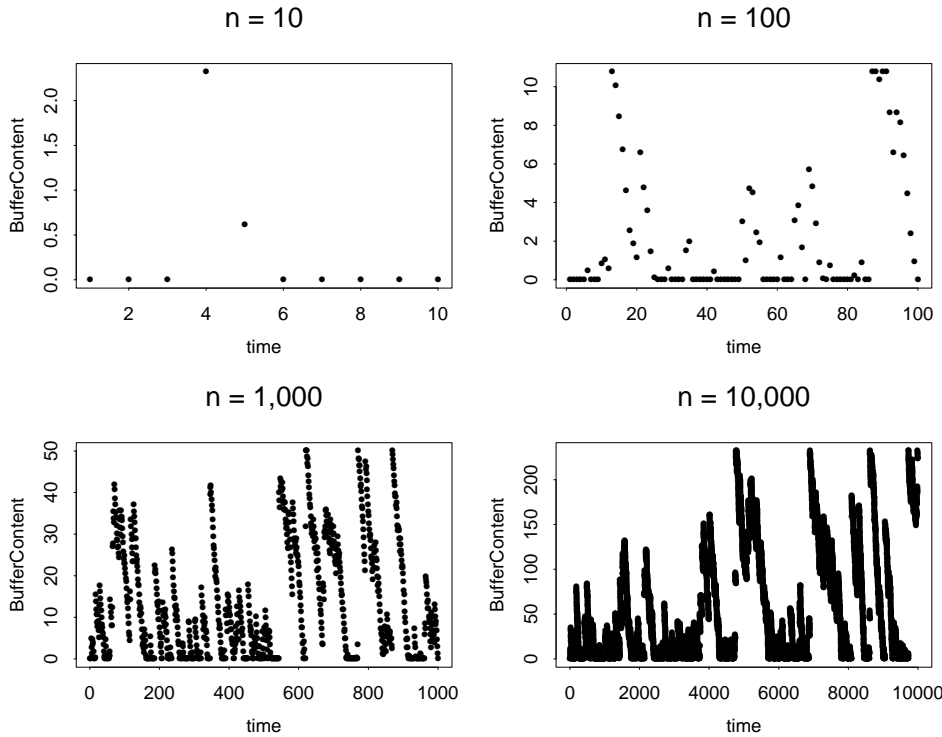 n = 10
BufferContent
2.0
1.5
1.0
0.5
0.0
2 4 6 8 10
time
n = 100
BufferContent
10
8
6
4
2
0
0 20 40 60 80 100
time
n = 1,000
BufferContent
50
40
30
20
10
0
0 200 400 600 800 1000
time
n = 10,000
BufferContent
200
150
100
50
0
0 2000 4000 6000 8000 10000
time